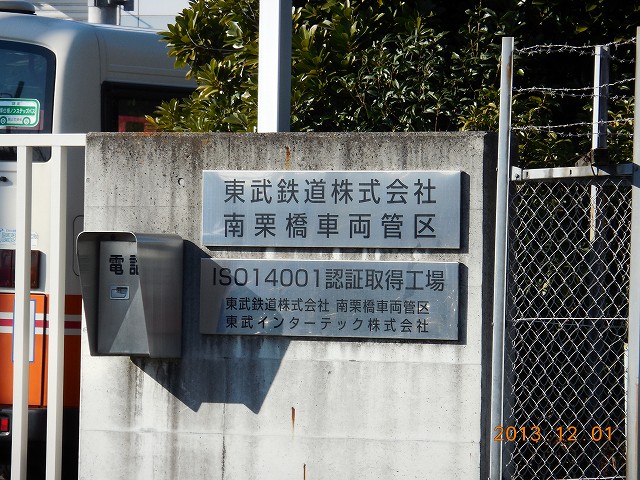 東武鉄道株式会社
南栗橋車両管区
ISO14001認証取得工場
東武鉄道株式会社 南栗橋車両管区
東武インターテック株式会社
電話
2013.12.01